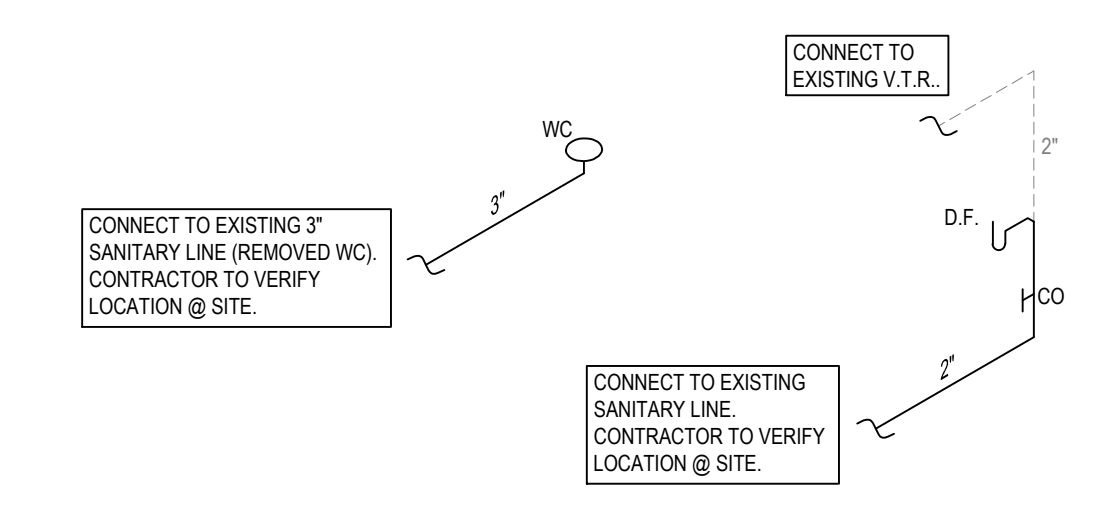 CONNECT TO
EXISTING V.T.R..
WC
2"
3"
CONNECT TO EXISTING 3"
SANITARY LINE (REMOVED WC).
CONTRACTOR TO VERIFY
LOCATION @ SITE.
D.F.
CO
2"
CONNECT TO EXISTING
SANITARY LINE.
CONTRACTOR TO VERIFY
LOCATION @ SITE.